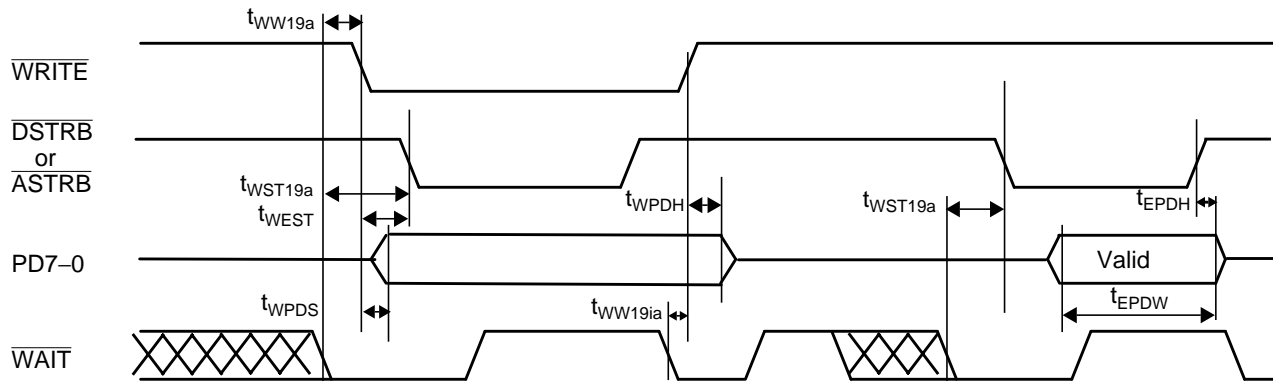 tWW19a
WRITE
DSTRB
or
ASTRB
tWST19a
tWEST
tWPDH
tWST19a
tEPDH
PD7–0
Valid
tWPDS
tWW19ia
tEPDW
WAIT